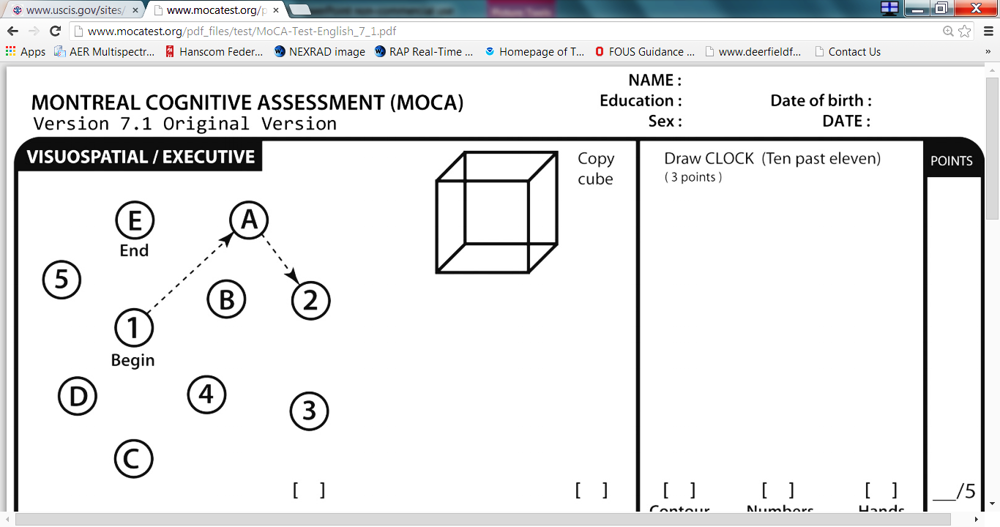 www.uscis.gov/sites/ × www.mocatest.org/p ×
www.mocatest.org/pdf_files/test/MoCA-Test-English_7_1.pdf
Apps AER Multispectr... Hanscom Feder... NEXRAD image RAP Real-Time ... Homepage of T... FOUS Guidance ... www.deerfieldf... Contact Us »
NAME :
MONTREAL COGNITIVE ASSESSMENT (MOCA)
Education : Date of birth :
Version 7.1 Original Version
Sex : DATE :
VISUOSPATIAL / EXECUTIVE
Copy
cube
Draw CLOCK (Ten past eleven)
( 3 points )
POINTS
E
End
A
5
B
2
1
Begin
D
4
3
C
[ ] [ ] [ ] [ ] [ ] __/5
Contour Numbers Hands